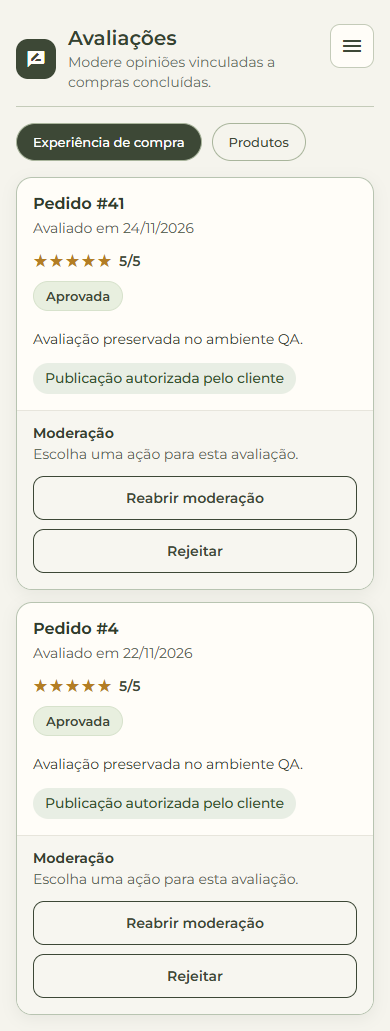 Avaliações
Modere opiniões vinculadas a
compras concluídas.
Experiência de compra
Produtos
Pedido #41
Avaliado em 24/11/2026
★★★★★ 5/5
Aprovada
Avaliação preservada no ambiente QA.
Publicação autorizada pelo cliente
Moderação
Escolha uma ação para esta avaliação.
Reabrir moderação
Rejeitar
Pedido #4
Avaliado em 22/11/2026
★★★★★ 5/5
Aprovada
Avaliação preservada no ambiente QA.
Publicação autorizada pelo cliente
Moderação
Escolha uma ação para esta avaliação.
Reabrir moderação
Rejeitar